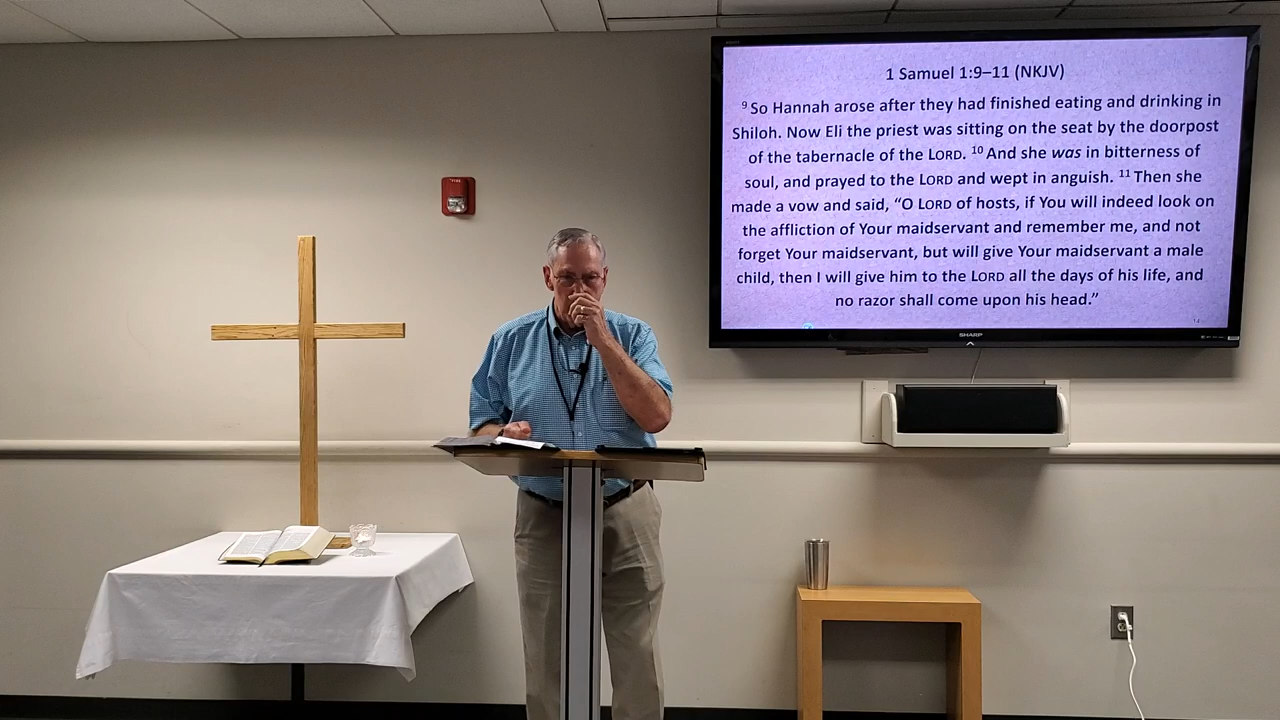 1 Samuel 1:9–11 (NKJV)
⁹ So Hannah arose after they had finished eating and drinking in
Shiloh. Now Eli the priest was sitting on the seat by the doorpost
of the tabernacle of the LORD. ¹⁰ And she was in bitterness of
soul, and prayed to the LORD and wept in anguish. ¹¹ Then she
made a vow and said, “O LORD of hosts, if You will indeed look on
the affliction of Your maidservant and remember me, and not
forget Your maidservant, but will give Your maidservant a male
child, then I will give him to the LORD all the days of his life, and
no razor shall come upon his head.”
14
SHARP
FIRE